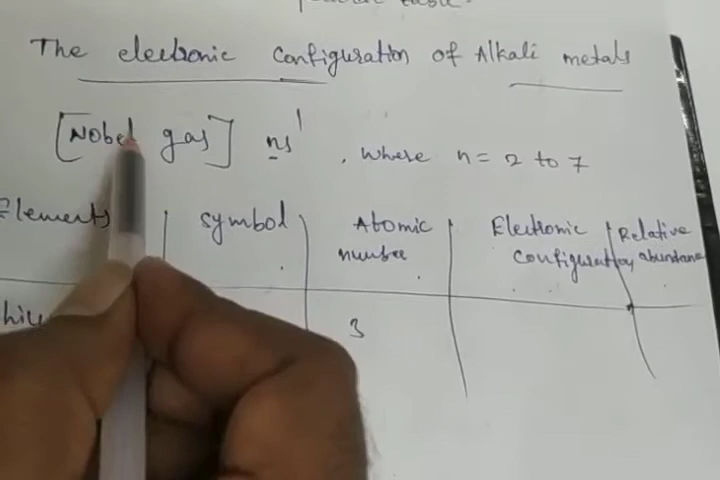 The electronic configuration of Alkali metals
[Nobel gas] ns¹, where n = 2 to 7
Elements symbol Atomic number Electronic configuration Relative abundance
3